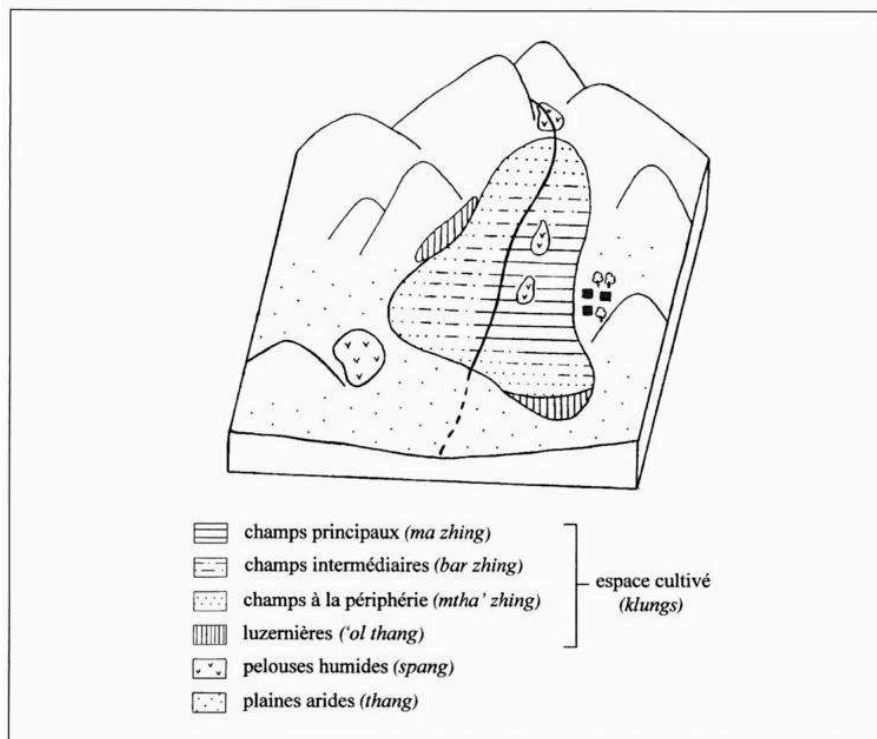 champs principaux (ma zhing)
champs intermédiaires (bar zhing)
champs à la périphérie (mtha' zhing)
luzernières ('ol thang)
espace cultivé
(klungs)
pelouses humides (spang)
plaines arides (thang)